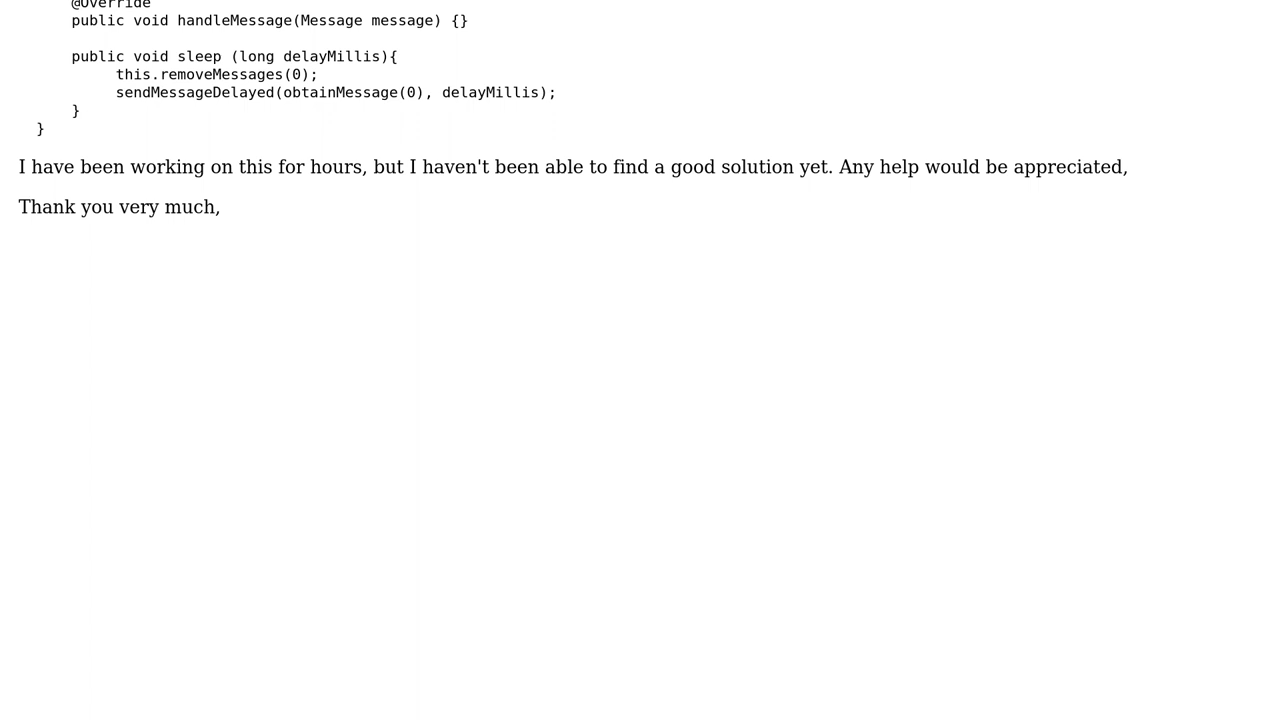 @Override
public void handleMessage(Message message) {}
public void sleep (long delayMillis){
this.removeMessages(0);
sendMessageDelayed(obtainMessage(0), delayMillis);
}
}
I have been working on this for hours, but I haven't been able to find a good solution yet. Any help would be appreciated,
Thank you very much,